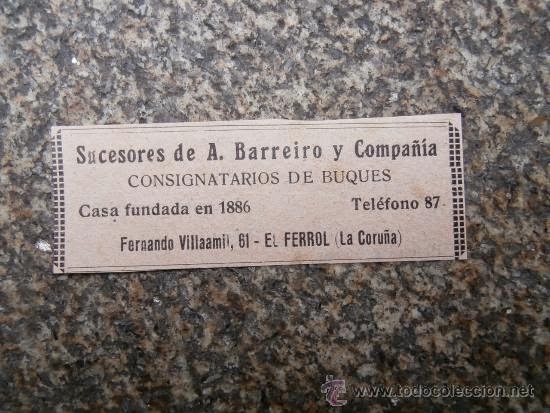 Sucesores de A. Barreiro y Compañía
CONSIGNATARIOS DE BUQUES
Casa fundada en 1886 Teléfono 87
Fernando Villaamil, 61 - EL FERROL (La Coruña)
www.todocoleccion.net